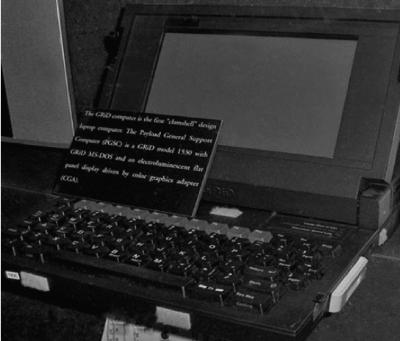 The GRiD computer is the first "clamshell" design
laptop computer. The Payload General Support
Computer (PGSC) is a GRiD model 1530 with
GRiD MS-DOS and an electroluminescent flat
panel display driven by color graphics adapter
(CGA).